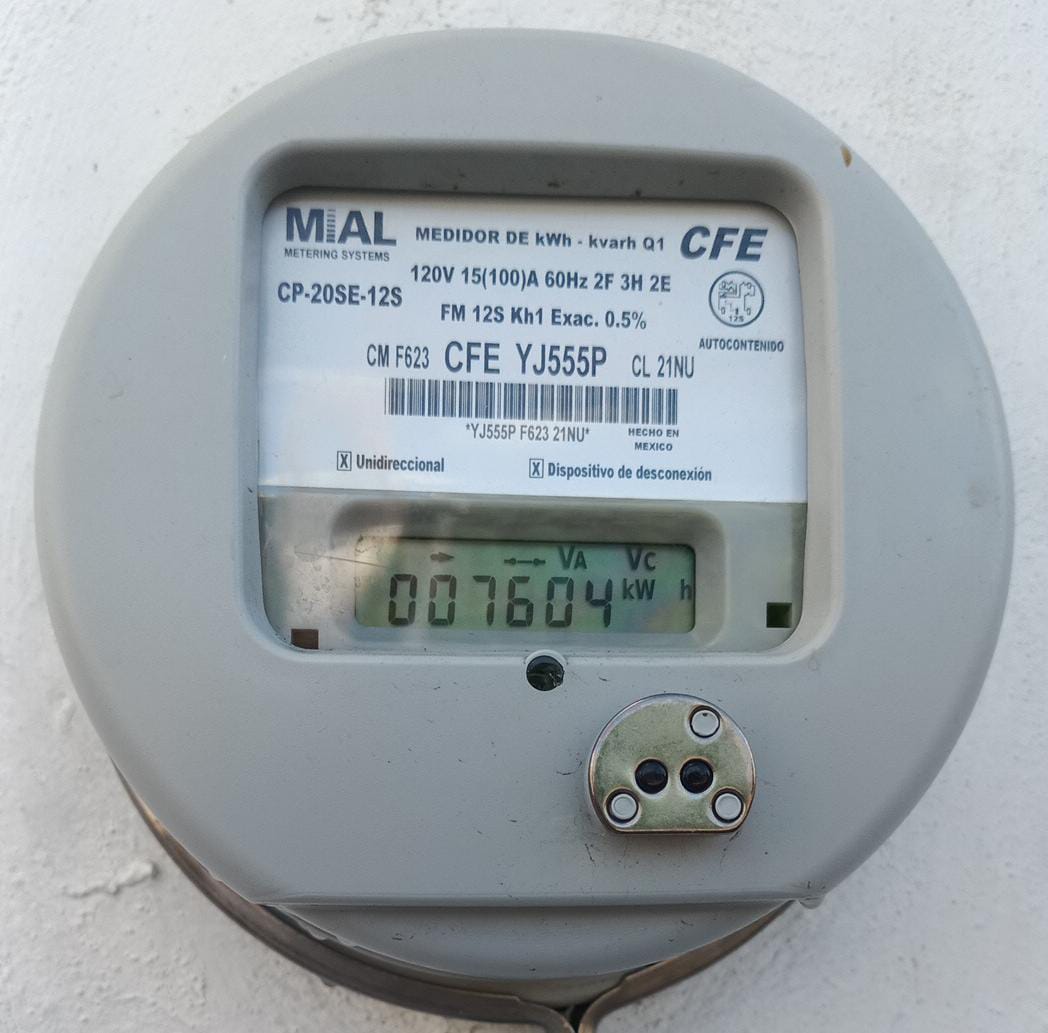 MIAL
METERING SYSTEMS
MEDIDOR DE kWh - kvarh Q1
CFE
120V 15(100)A 60Hz 2F 3H 2E
CP-20SE-12S
FM 12S Kh1 Exac. 0.5%
12S
AUTOCONTENIDO
CM F623 CFE YJ555P CL 21NU
*YJ555P F623 21NU*
HECHO EN
MEXICO
X Unidireccional
X Dispositivo de desconexión
VA VC
007604 kW h